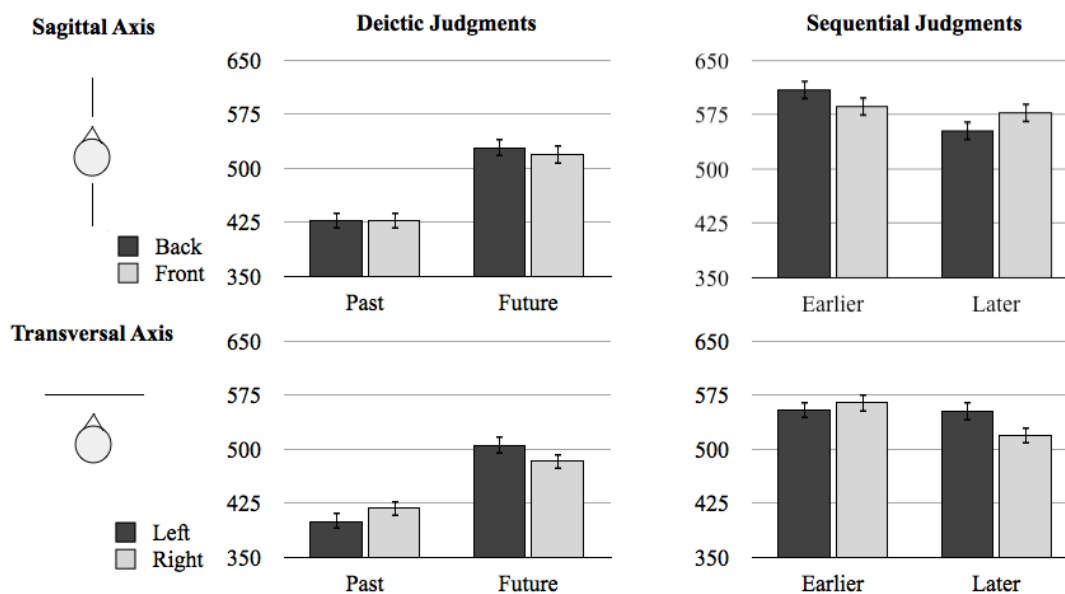 Sagittal Axis
Deictic Judgments
Sequential Judgments
650
575
500
425
350
Past
Future
650
575
500
425
350
Earlier
Later
Back
Front
Transversal Axis
650
575
500
425
350
Past
Future
650
575
500
425
350
Earlier
Later
Left
Right